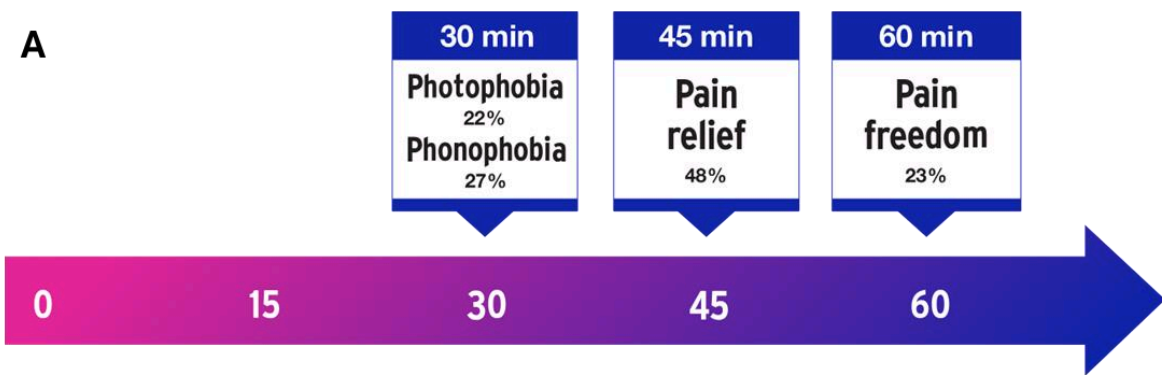 A
30 min
Photophobia
22%
Phonophobia
27%
45 min
Pain
relief
48%
60 min
Pain
freedom
23%
0 15 30 45 60